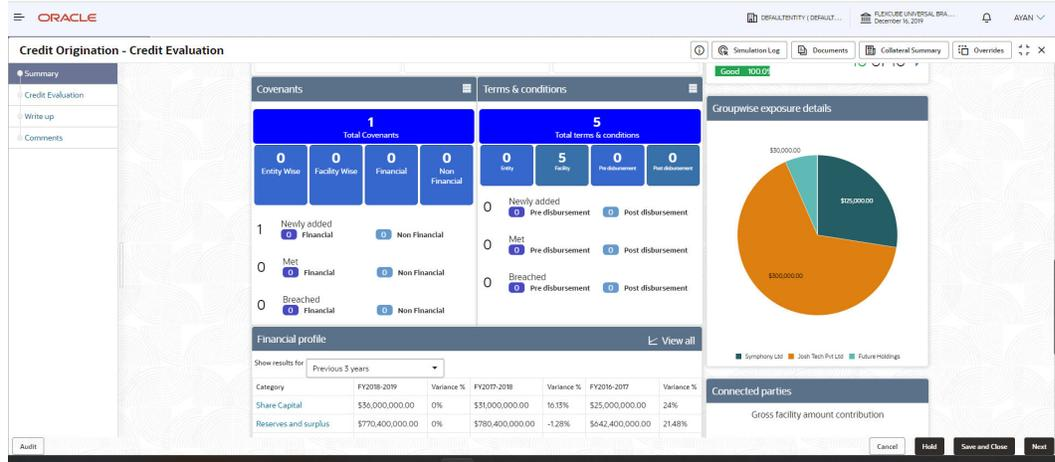 ORACLE
DEFAULTENTITY ( DEFAULT...
FLEXCUBE UNIVERSAL BRA...
December 16, 2019
AYAN
Credit Origination - Credit Evaluation
Simulation Log
Documents
Collateral Summary
Overrides
Summary
Credit Evaluation
Write up
Comments
Good 100.0%
Covenants
1
Total Covenants
0 Entity Wise
0 Facility Wise
0 Financial
0 Non Financial
1 Newly added
0 Financial 0 Non Financial
0 Met
0 Financial 0 Non Financial
0 Breached
0 Financial 0 Non Financial
Terms & conditions
5
Total terms & conditions
0 Entity
5 Facility
0 Pre disbursement
0 Post disbursement
0 Newly added
0 Pre disbursement 0 Post disbursement
0 Met
0 Pre disbursement 0 Post disbursement
0 Breached
0 Pre disbursement 0 Post disbursement
Groupwise exposure details
$30,000.00
$125,000.00
$300,000.00
Symphony Ltd Josh Tech Pvt Ltd Future Holdings
Financial profile
View all
Show results for Previous 3 years
Category FY2018-2019 Variance % FY2017-2018 Variance % FY2016-2017 Variance %
Share Capital $36,000,000.00 0% $31,000,000.00 16.13% $25,000,000.00 24%
Reserves and surplus $770,400,000.00 0% $780,400,000.00 -1.28% $642,400,000.00 21.48%
Connected parties
Gross facility amount contribution
Audit
Cancel
Hold
Save and Close
Next